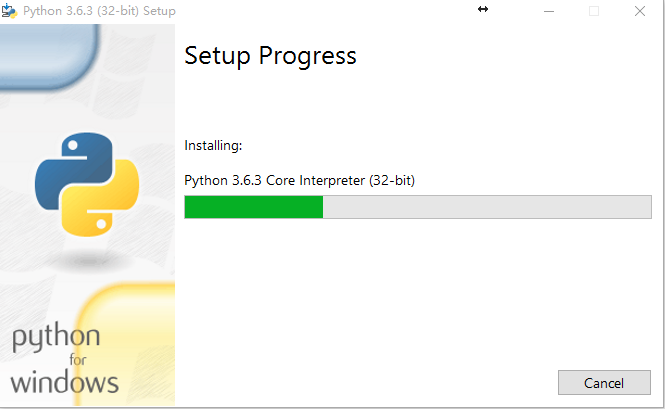 Python 3.6.3 (32-bit) Setup
Setup Progress
Installing:
Python 3.6.3 Core Interpreter (32-bit)
python
for
windows
Cancel